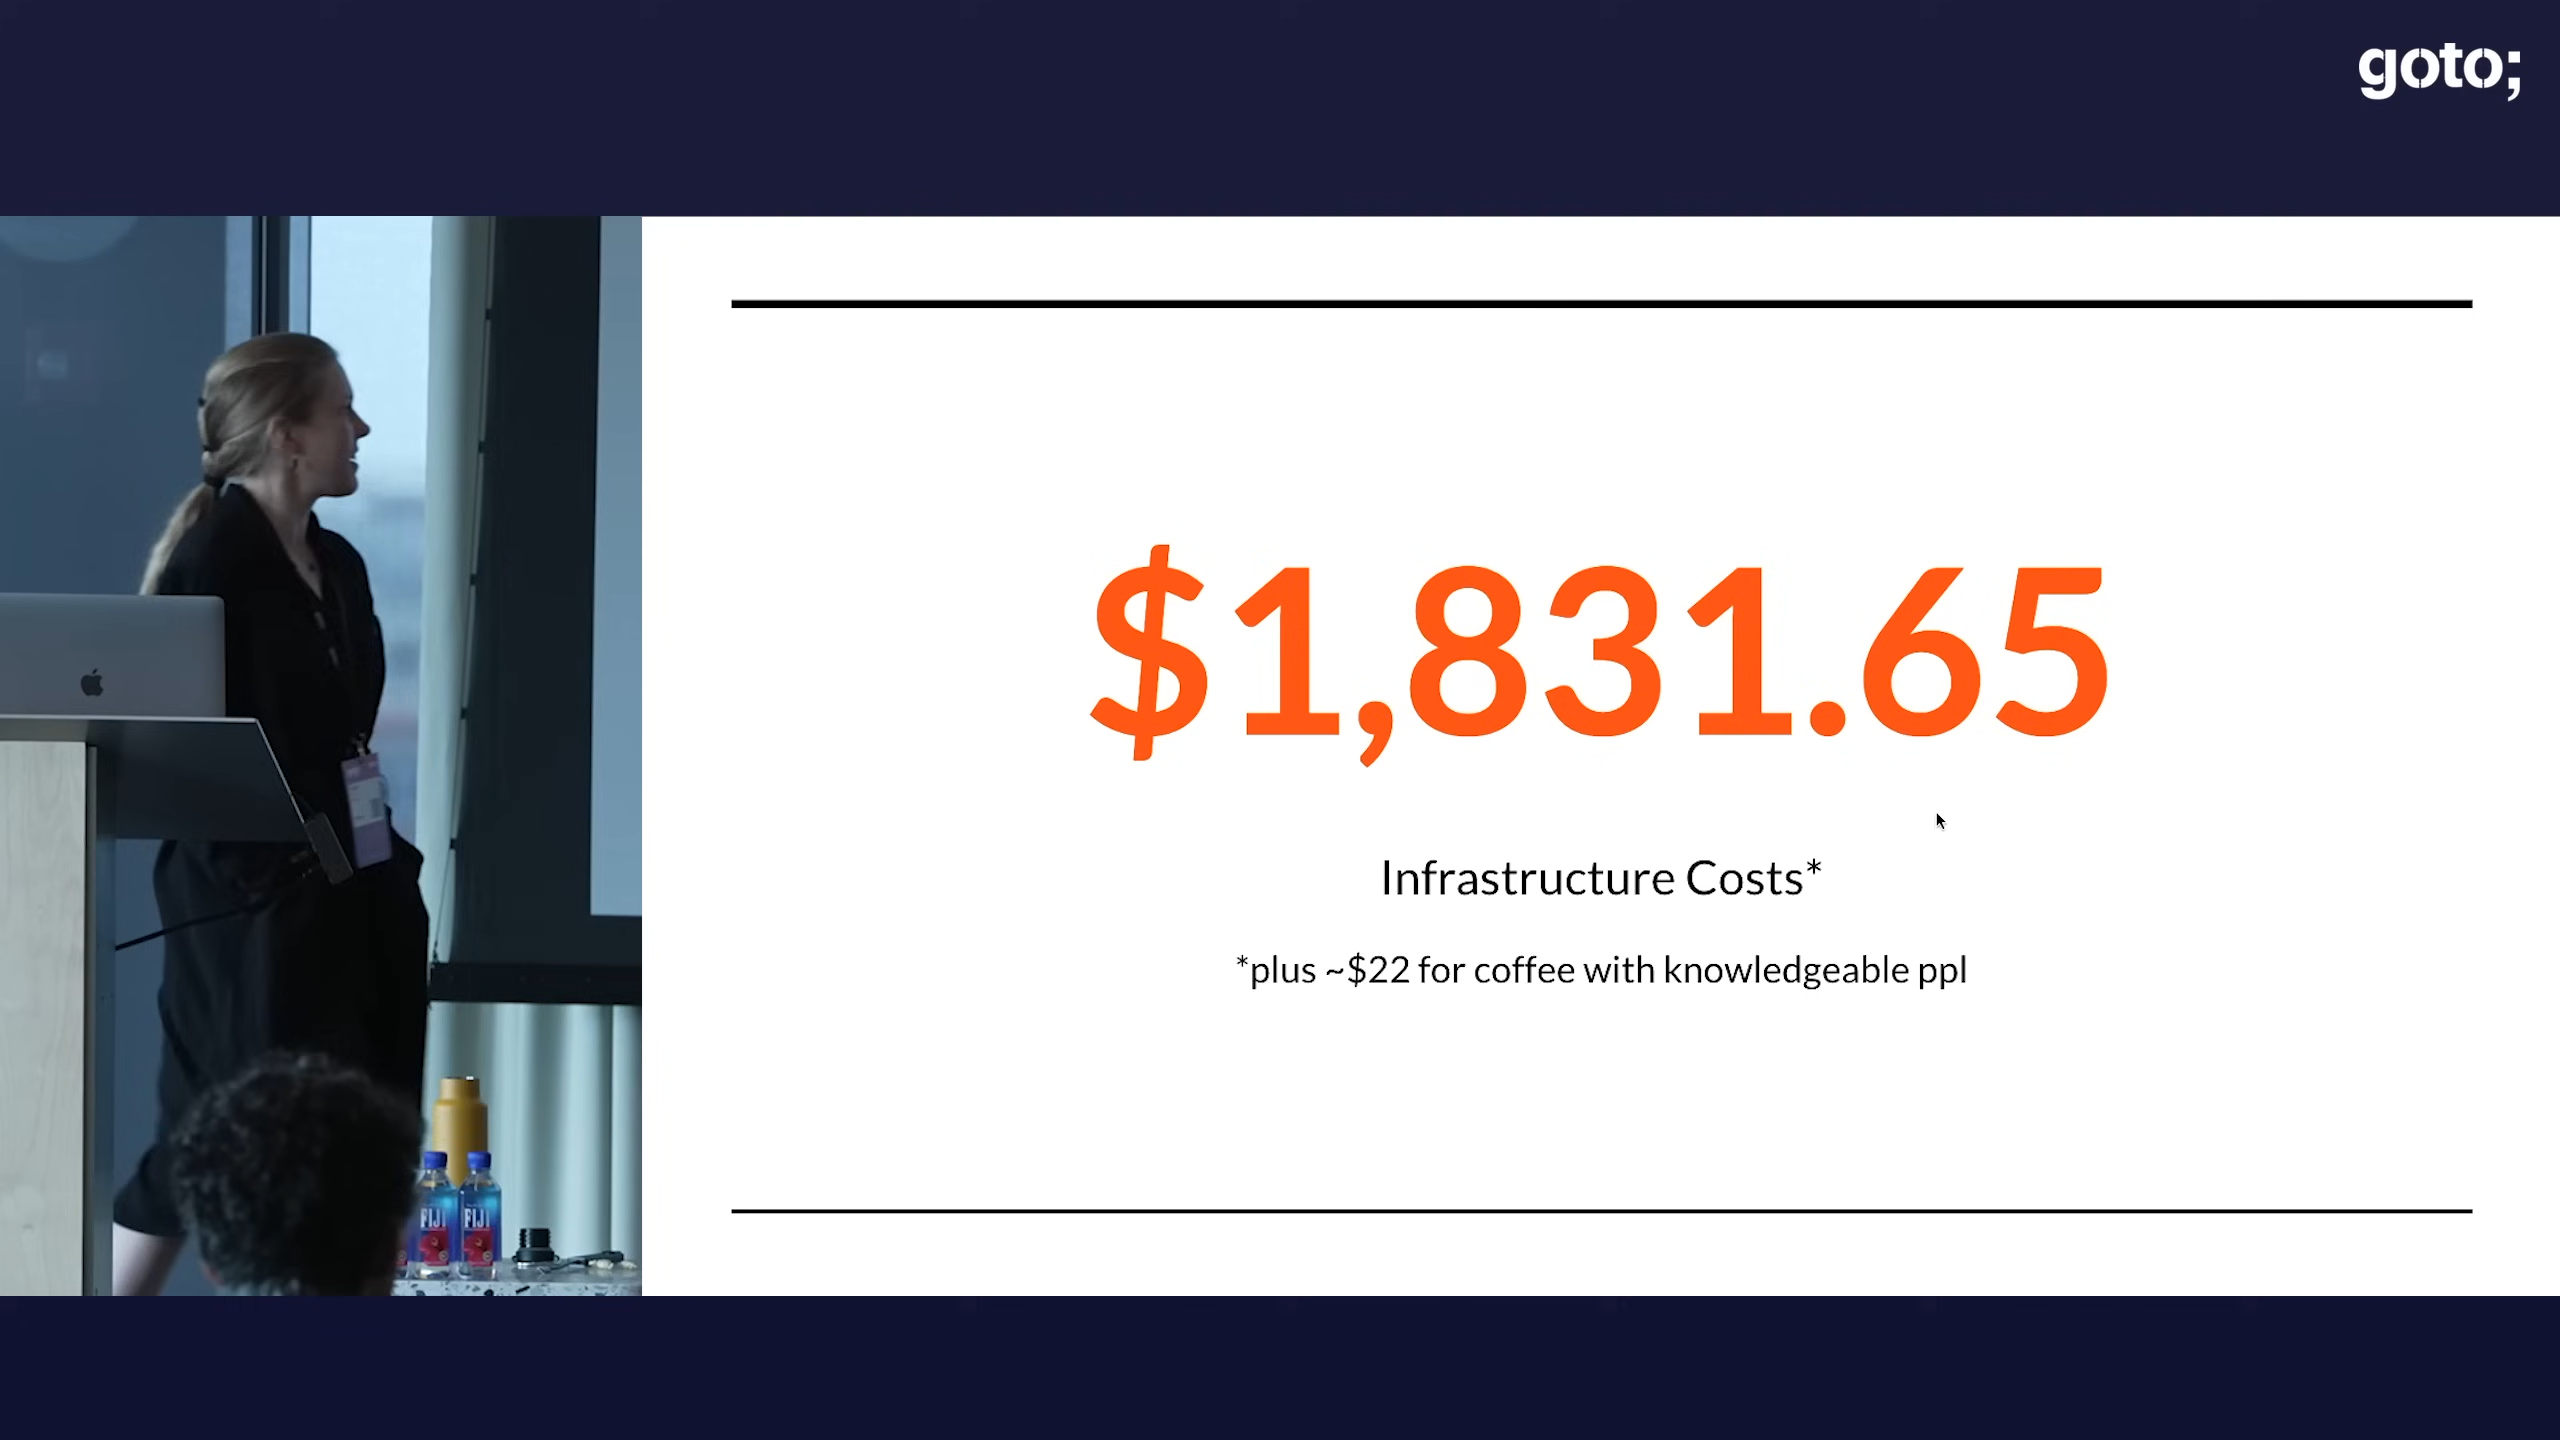 goto;
$1,831.65
Infrastructure Costs*
*plus ~$22 for coffee with knowledgeable ppl
FIJI
FIJI